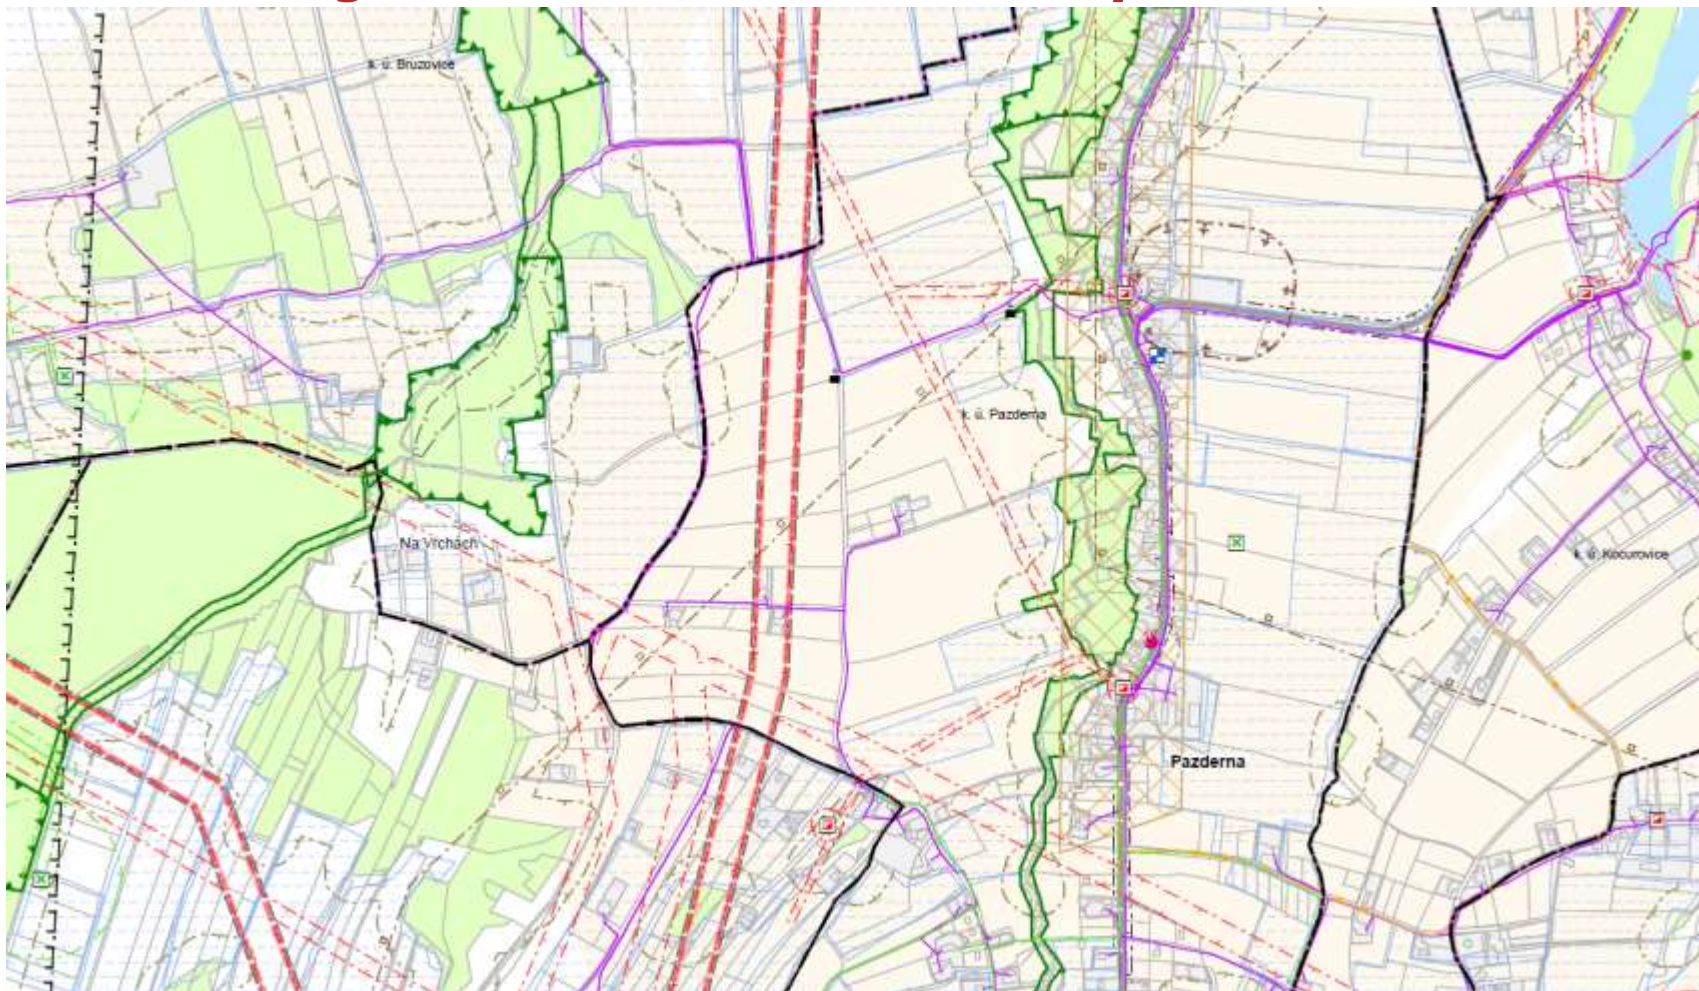 k. ú. Bruzovice
k. ú. Pazderna
Na Vrchách
k. ú. Kocurovice
Pazderna